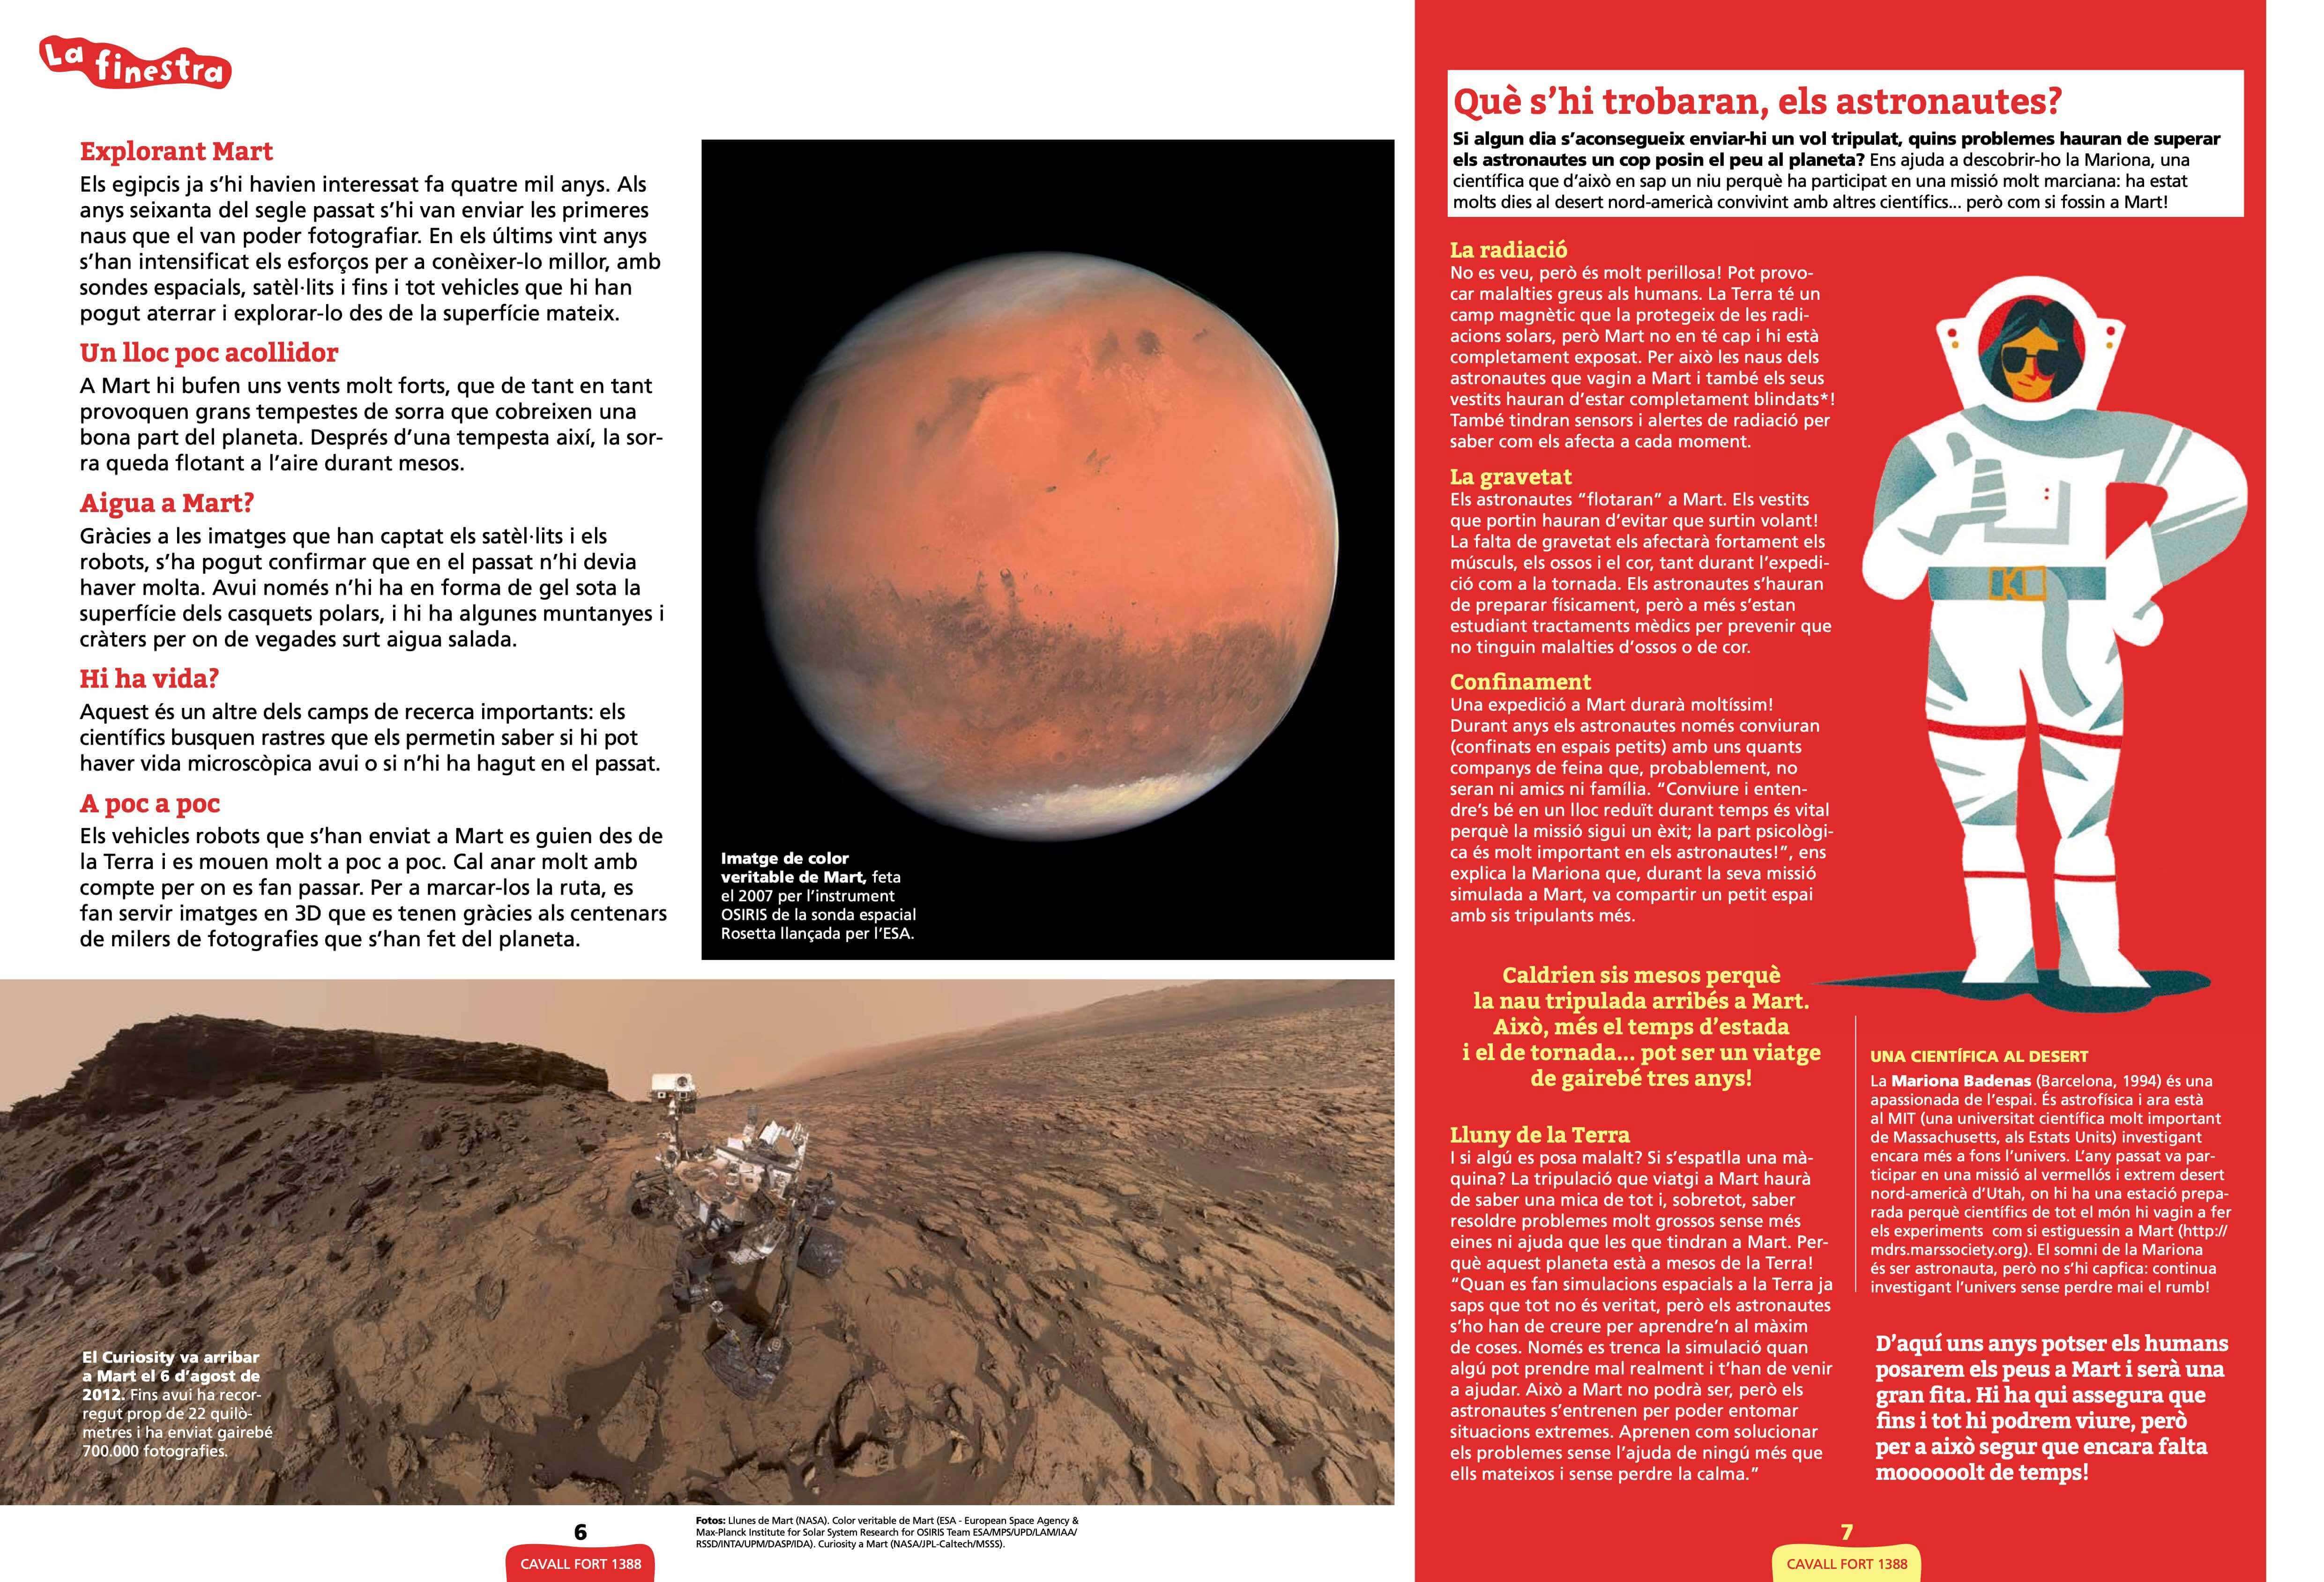 La finestra
Explorant Mart
Els egipcis ja s’hi havien interessat fa quatre mil anys. Als
anys seixanta del segle passat s’hi van enviar les primeres
naus que el van poder fotografiar. En els últims vint anys
s’han intensificat els esforços per a conèixer-lo millor, amb
sondes espacials, satèl·lits i fins i tot vehicles que hi han
pogut aterrar i explorar-lo des de la superfície mateix.
Un lloc poc acollidor
A Mart hi bufen uns vents molt forts, que de tant en tant
provoquen grans tempestes de sorra que cobreixen una
bona part del planeta. Després d’una tempesta així, la sor-
ra queda flotant a l’aire durant mesos.
Aigua a Mart?
Gràcies a les imatges que han captat els satèl·lits i els
robots, s’ha pogut confirmar que en el passat n’hi devia
haver molta. Avui només n’hi ha en forma de gel sota la
superfície dels casquets polars, i hi ha algunes muntanyes i
cràters per on de vegades surt aigua salada.
Hi ha vida?
Aquest és un altre dels camps de recerca importants: els
científics busquen rastres que els permetin saber si hi pot
haver vida microscòpica avui o si n’hi ha hagut en el passat.
A poc a poc
Els vehicles robots que s’han enviat a Mart es guien des de
la Terra i es mouen molt a poc a poc. Cal anar molt amb
compte per on es fan passar. Per a marcar-los la ruta, es
fan servir imatges en 3D que es tenen gràcies als centenars
de milers de fotografies que s’han fet del planeta.
Imatge de color
veritable de Mart, feta
el 2007 per l’instrument
OSIRIS de la sonda espacial
Rosetta llançada per l’ESA.
El Curiosity va arribar
a Mart el 6 d’agost de
2012. Fins avui ha recor-
regut prop de 22 quilò-
metres i ha enviat gairebé
700.000 fotografies.
Fotos: Llunes de Mart (NASA). Color veritable de Mart (ESA - European Space Agency &
Max-Planck Institute for Solar System Research for OSIRIS Team ESA/MPS/UPD/LAM/IAA/
RSSD/INTA/UPM/DASP/IDA). Curiosity a Mart (NASA/JPL-Caltech/MSSS).
6
CAVALL FORT 1388
Què s’hi trobaran, els astronautes?
Si algun dia s’aconsegueix enviar-hi un vol tripulat, quins problemes hauran de superar
els astronautes un cop posin el peu al planeta? Ens ajuda a descobrir-ho la Mariona, una
científica que d’això en sap un niu perquè ha participat en una missió molt marciana: ha estat
molts dies al desert nord-americà convivint amb altres científics... però com si fossin a Mart!
La radiació
No es veu, però és molt perillosa! Pot provo-
car malalties greus als humans. La Terra té un
camp magnètic que la protegeix de les radi-
acions solars, però Mart no en té cap i hi està
completament exposat. Per això les naus dels
astronautes que vagin a Mart i també els seus
vestits hauran d’estar completament blindats*!
També tindran sensors i alertes de radiació per
saber com els afecta a cada moment.
La gravetat
Els astronautes “flotaran” a Mart. Els vestits
que portin hauran d’evitar que surtin volant!
La falta de gravetat els afectarà fortament els
músculs, els ossos i el cor, tant durant l’expedi-
ció com a la tornada. Els astronautes s’hauran
de preparar físicament, però a més s’estan
estudiant tractaments mèdics per prevenir que
no tinguin malalties d’ossos o de cor.
Confinament
Una expedició a Mart durarà moltíssim!
Durant anys els astronautes només conviuran
(confinats en espais petits) amb uns quants
companys de feina que, probablement, no
seran ni amics ni família. “Conviure i enten-
dre’s bé en un lloc reduït durant temps és vital
perquè la missió sigui un èxit; la part psicològi-
ca és molt important en els astronautes!”, ens
explica la Mariona que, durant la seva missió
simulada a Mart, va compartir un petit espai
amb sis tripulants més.
Caldrien sis mesos perquè
la nau tripulada arribés a Mart.
Això, més el temps d’estada
i el de tornada... pot ser un viatge
de gairebé tres anys!
Lluny de la Terra
I si algú es posa malalt? Si s’espatlla una mà-
quina? La tripulació que viatgi a Mart haurà
de saber una mica de tot i, sobretot, saber
resoldre problemes molt grossos sense més
eines ni ajuda que les que tindran a Mart. Per-
què aquest planeta està a mesos de la Terra!
“Quan es fan simulacions espacials a la Terra ja
saps que tot no és veritat, però els astronautes
s’ho han de creure per aprendre’n al màxim
de coses. Només es trenca la simulació quan
algú pot prendre mal realment i t’han de venir
a ajudar. Això a Mart no podrà ser, però els
astronautes s’entrenen per poder entomar
situacions extremes. Aprenen com solucionar
els problemes sense l’ajuda de ningú més que
ells mateixos i sense perdre la calma.”
UNA CIENTÍFICA AL DESERT
La Mariona Badenas (Barcelona, 1994) és una
apassionada de l’espai. És astrofísica i ara està
al MIT (una universitat científica molt important
de Massachusetts, als Estats Units) investigant
encara més a fons l’univers. L’any passat va par-
ticipar en una missió al vermellós i extrem desert
nord-americà d’Utah, on hi ha una estació prepa-
rada perquè científics de tot el món hi vagin a fer
els experiments com si estiguessin a Mart (http://
mdrs.marssociety.org). El somni de la Mariona
és ser astronauta, però no s’hi capfica: continua
investigant l’univers sense perdre mai el rumb!
D’aquí uns anys potser els humans
posarem els peus a Mart i serà una
gran fita. Hi ha qui assegura que
fins i tot hi podrem viure, però
per a això segur que encara falta
moooooolt de temps!
7
CAVALL FORT 1388